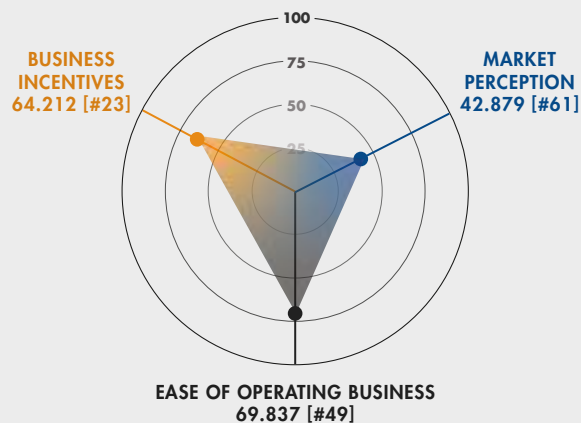 100
75
50
25
BUSINESS
INCENTIVES
64.212 [#23]
MARKET
PERCEPTION
42.879 [#61]
EASE OF OPERATING BUSINESS
69.837 [#49]